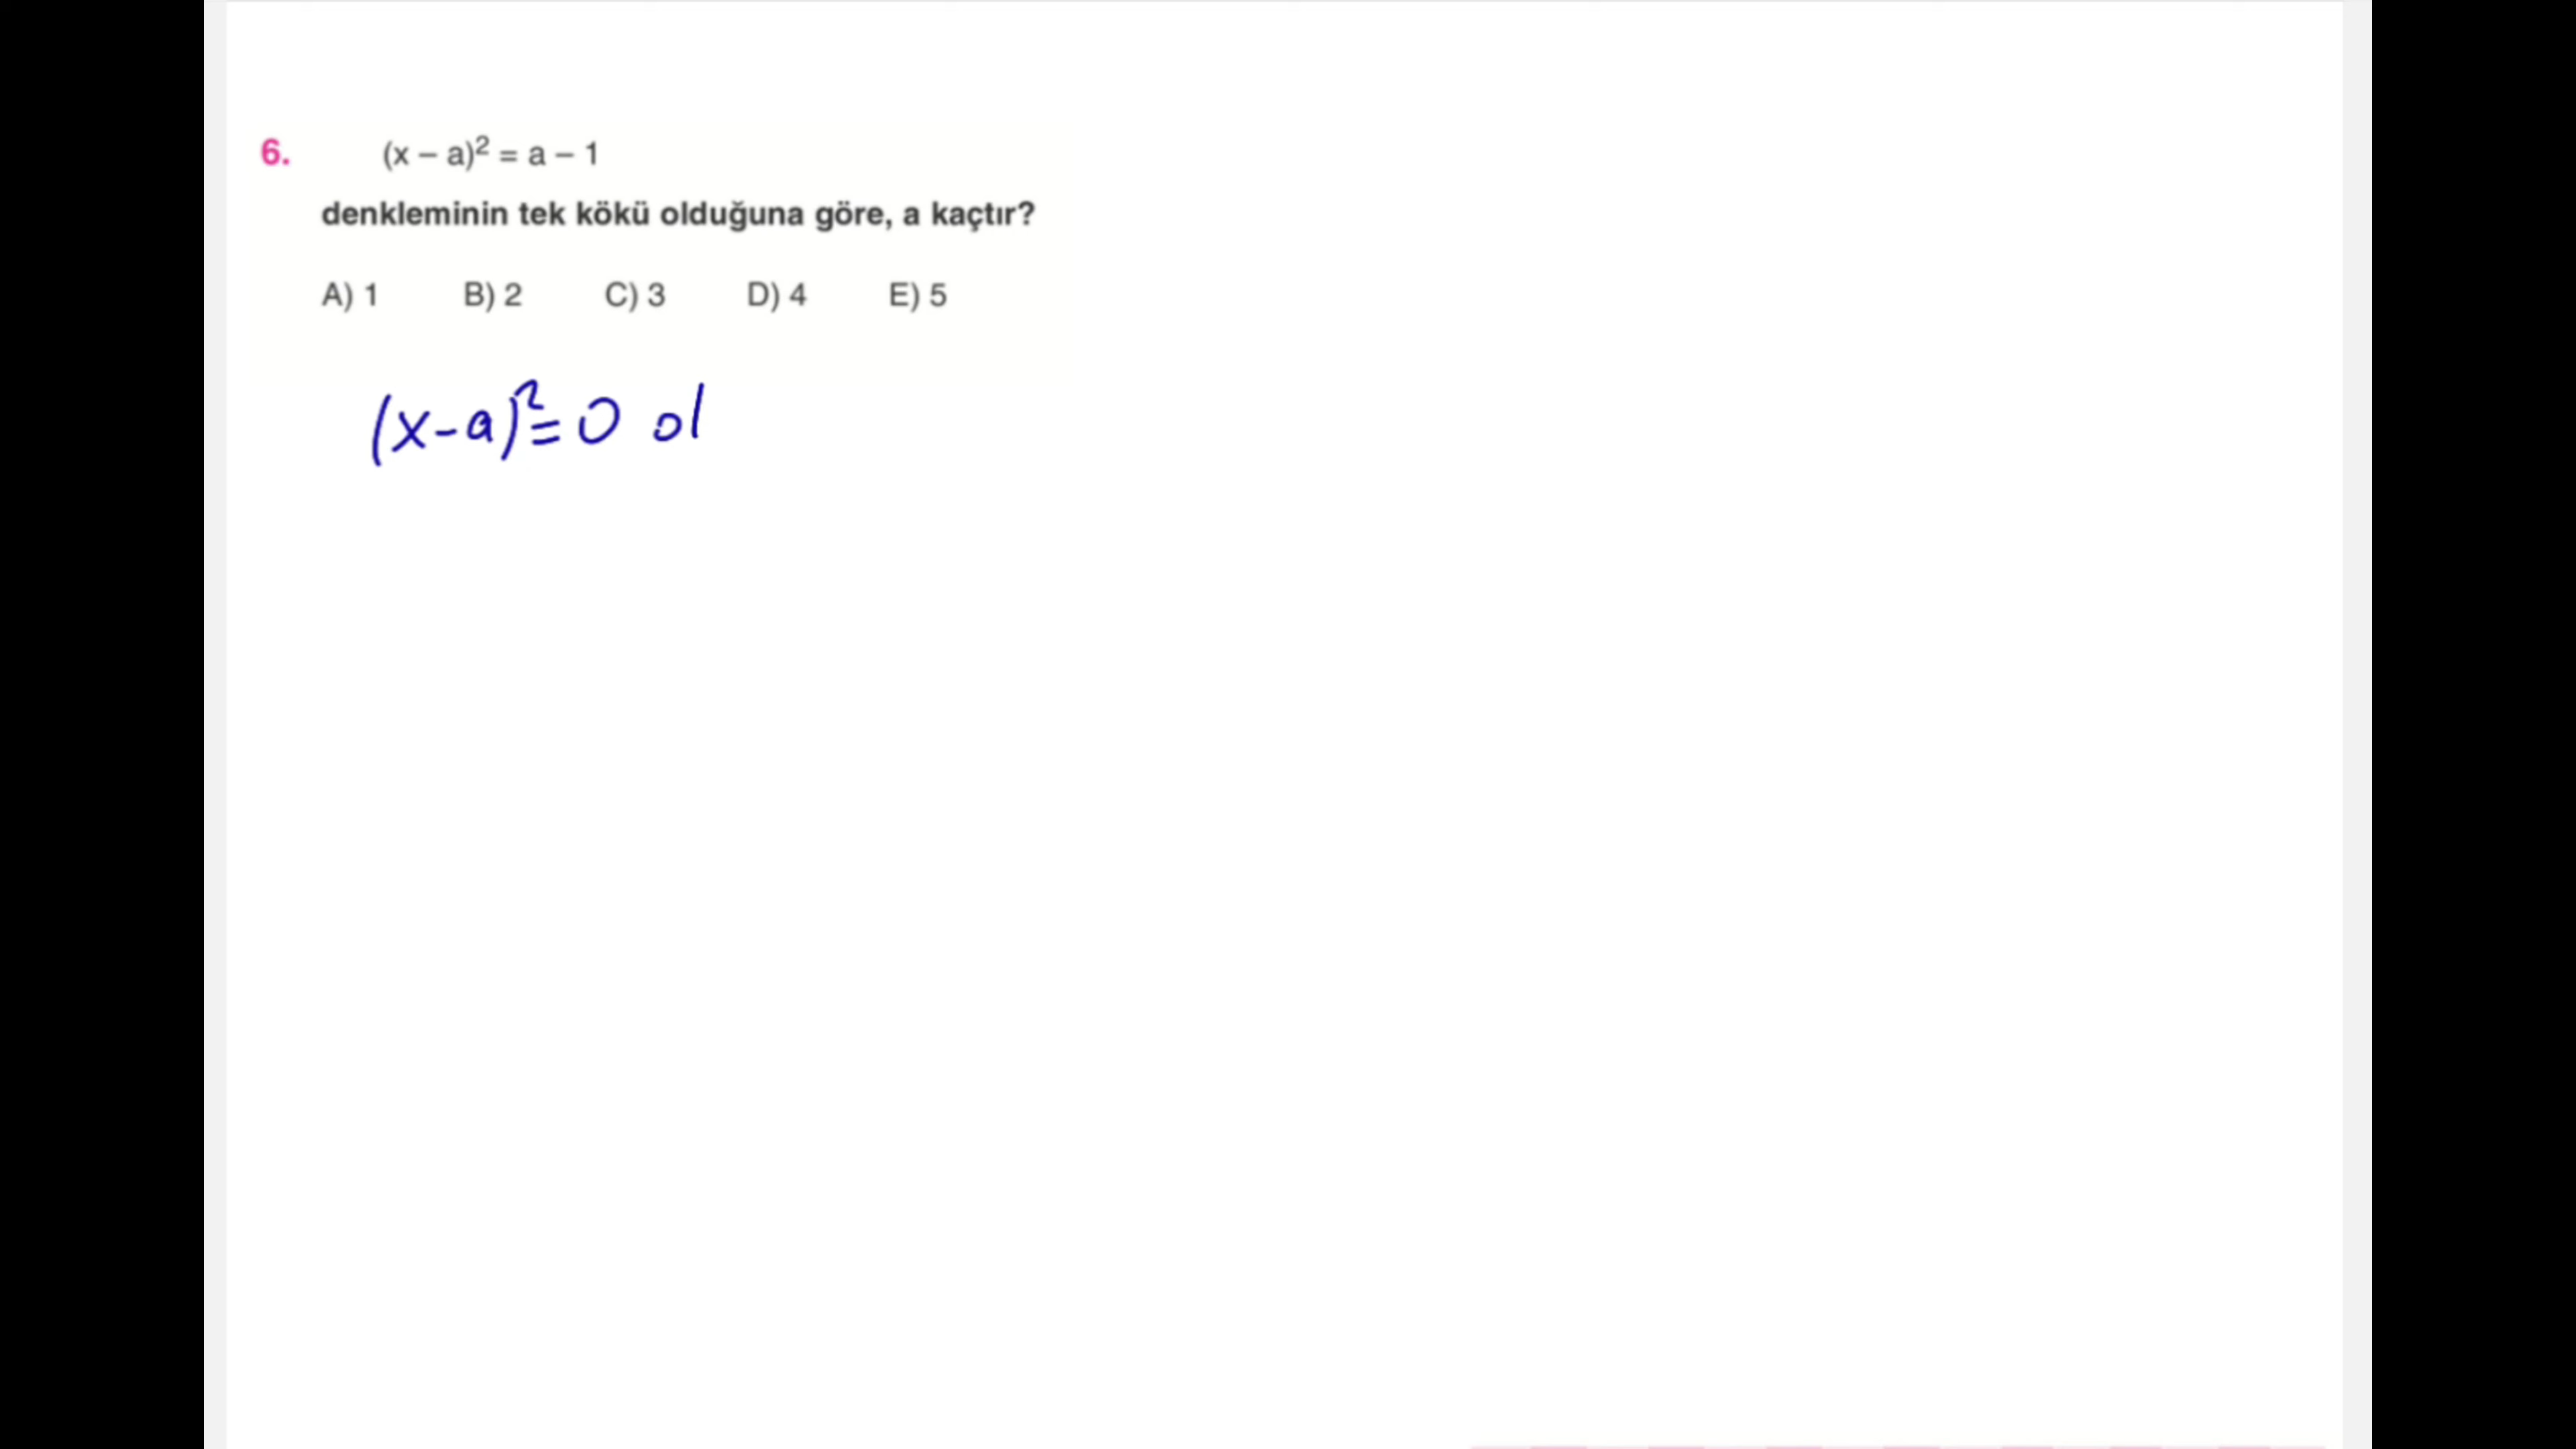 6. (x – a)² = a – 1
denkleminin tek kökü olduğuna göre, a kaçtır?
A) 1 B) 2 C) 3 D) 4 E) 5
(x-a)²=0 ol